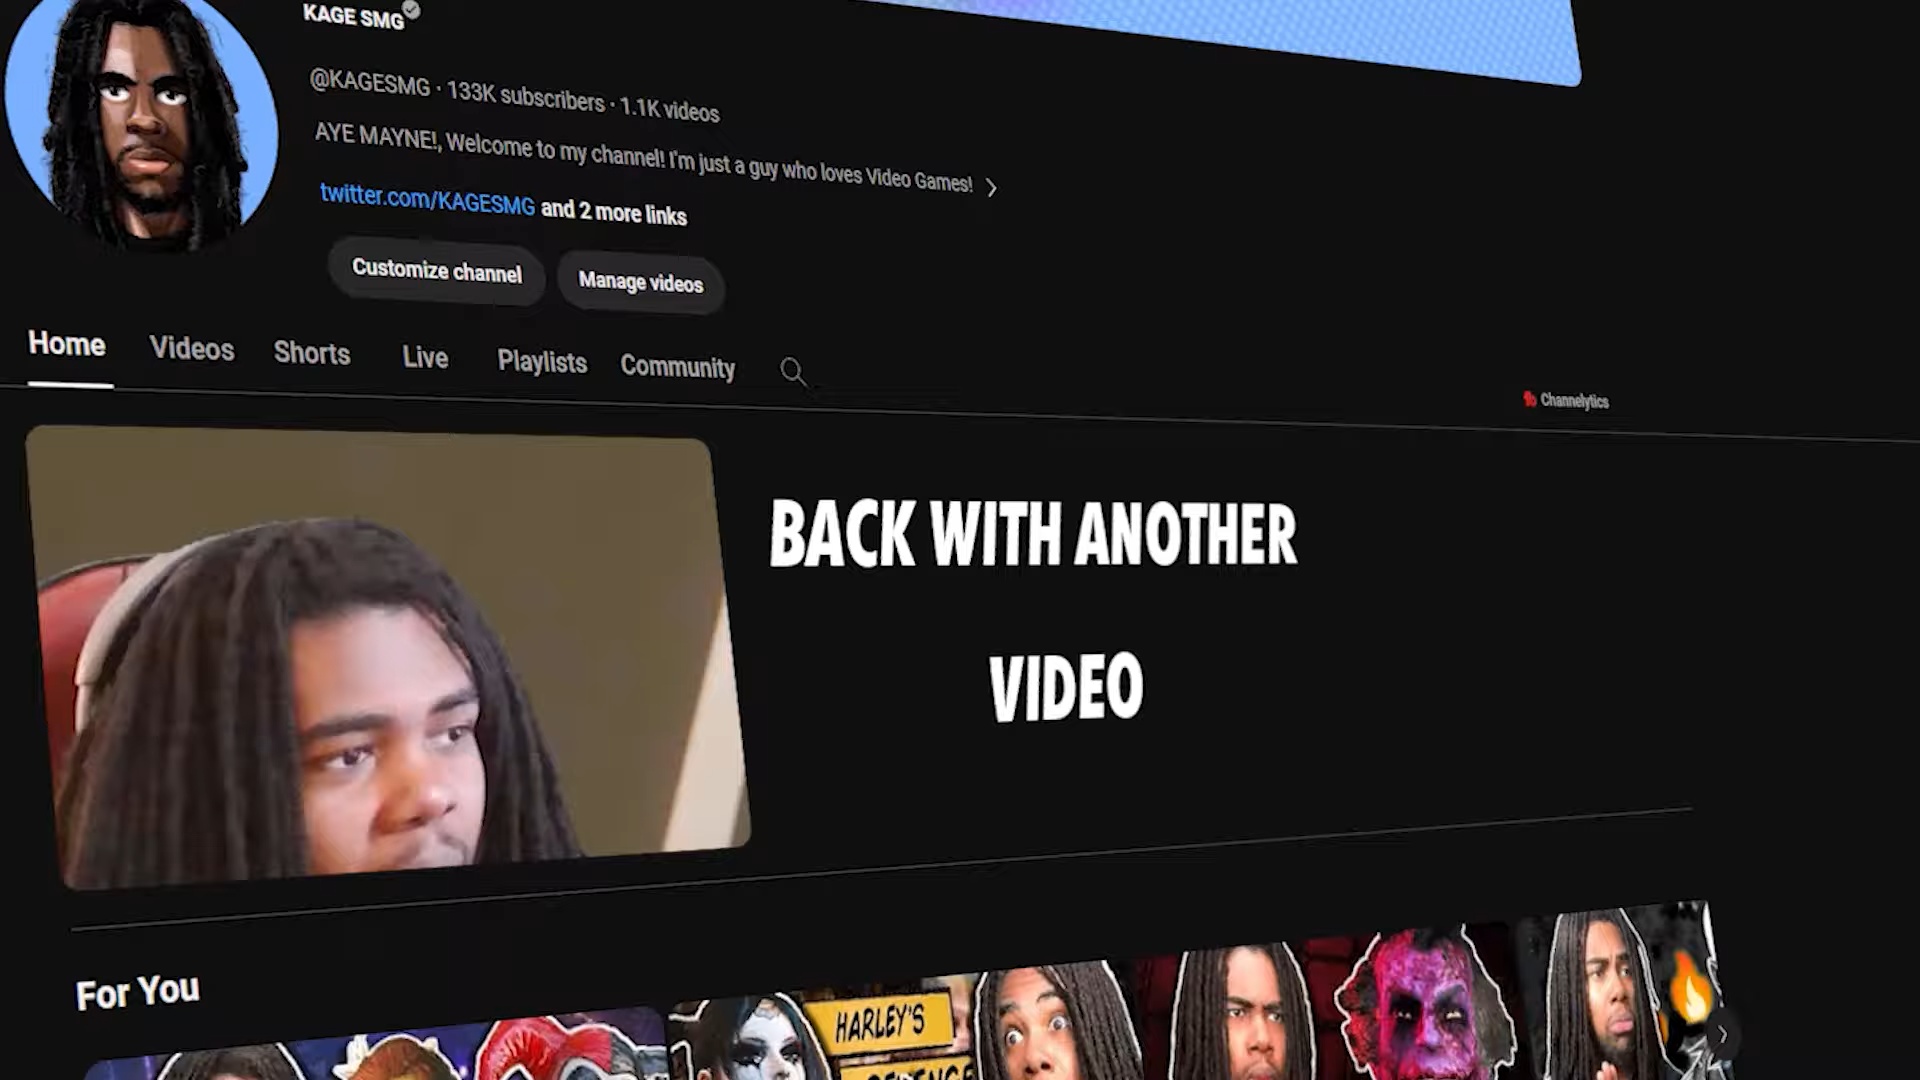 KAGE SMG
@KAGESMG · 133K subscribers · 1.1K videos
AYE MAYNE!, Welcome to my channel! I'm just a guy who loves Video Games!
twitter.com/KAGESMG and 2 more links
Customize channel
Manage videos
Home
Videos
Shorts
Live
Playlists
Community
Channelytics
BACK WITH ANOTHER
VIDEO
For You
HARLEY'S